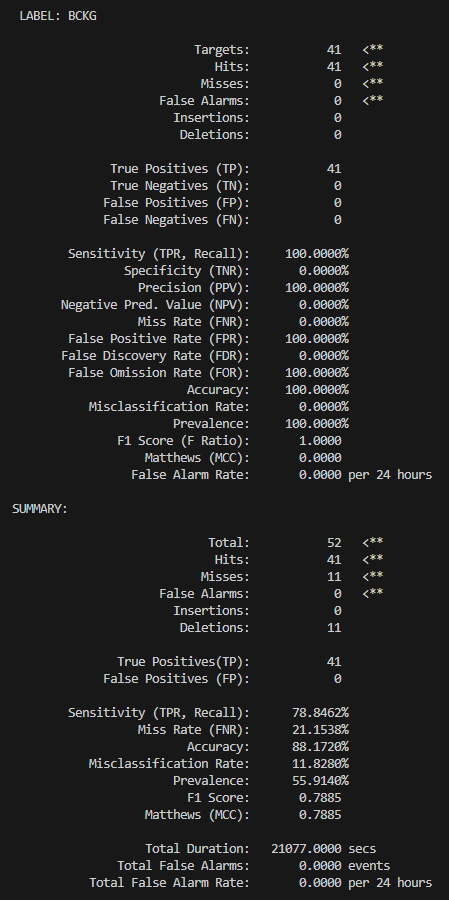 LABEL: BCKG
Targets: 41 <**
Hits: 41 <**
Misses: 0 <**
False Alarms: 0 <**
Insertions: 0
Deletions: 0
True Positives (TP): 41
True Negatives (TN): 0
False Positives (FP): 0
False Negatives (FN): 0
Sensitivity (TPR, Recall): 100.0000%
Specificity (TNR): 0.0000%
Precision (PPV): 100.0000%
Negative Pred. Value (NPV): 0.0000%
Miss Rate (FNR): 0.0000%
False Positive Rate (FPR): 100.0000%
False Discovery Rate (FDR): 0.0000%
False Omission Rate (FOR): 100.0000%
Accuracy: 100.0000%
Misclassification Rate: 0.0000%
Prevalence: 100.0000%
F1 Score (F Ratio): 1.0000
Matthews (MCC): 0.0000
False Alarm Rate: 0.0000 per 24 hours
SUMMARY:
Total: 52 <**
Hits: 41 <**
Misses: 11 <**
False Alarms: 0 <**
Insertions: 0
Deletions: 11
True Positives(TP): 41
False Positives (FP): 0
Sensitivity (TPR, Recall): 78.8462%
Miss Rate (FNR): 21.1538%
Accuracy: 88.1720%
Misclassification Rate: 11.8280%
Prevalence: 55.9140%
F1 Score: 0.7885
Matthews (MCC): 0.7885
Total Duration: 21077.0000 secs
Total False Alarms: 0.0000 events
Total False Alarm Rate: 0.0000 per 24 hours